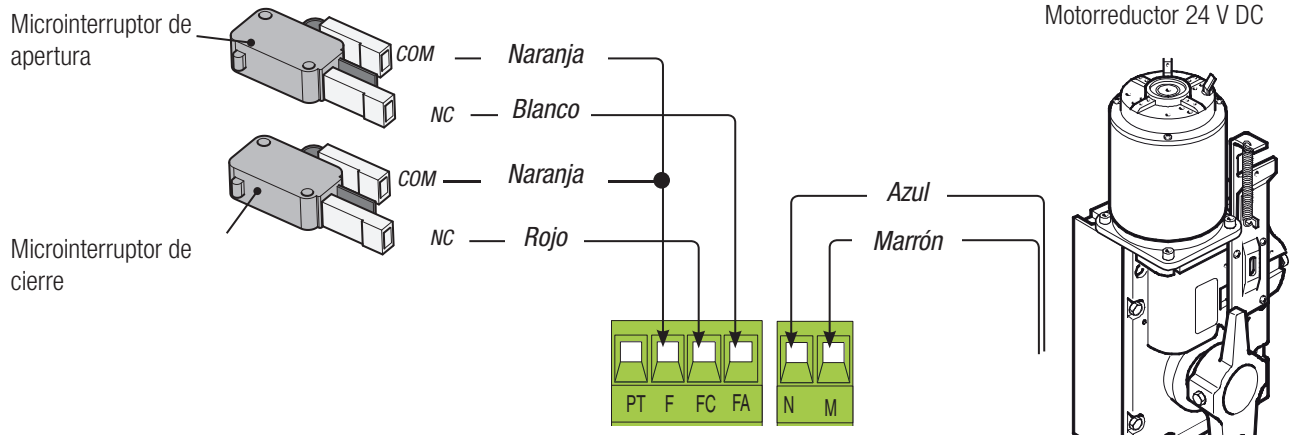 Microinterruptor de
apertura
COM
Naranja
NC
Blanco
COM
Naranja
NC
Rojo
Microinterruptor de
cierre
Motorreductor 24 V DC
Azul
Marrón
PT F FC FA N M